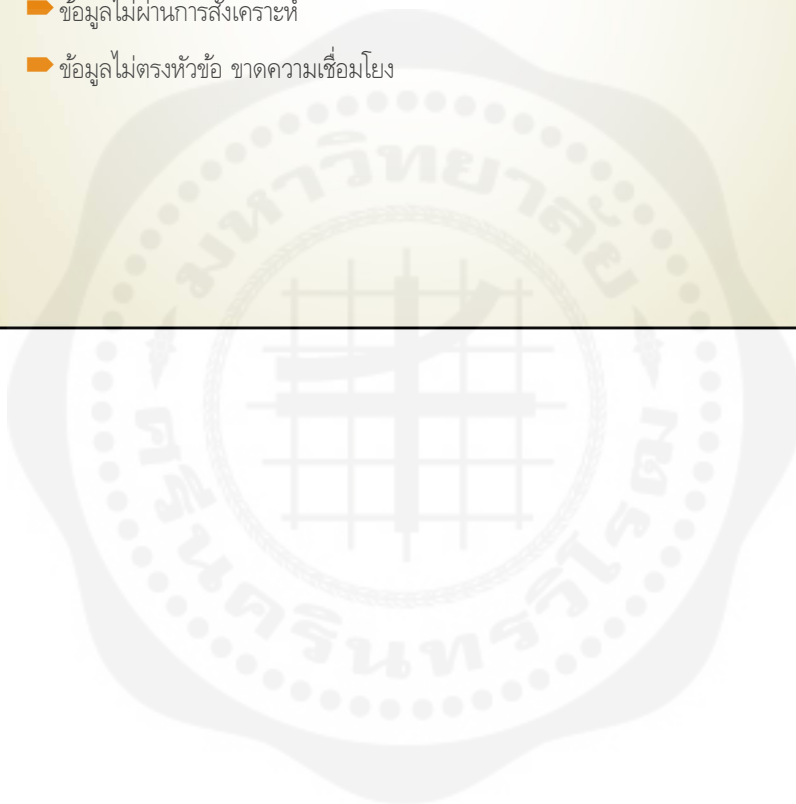 ข้อมูลไม่ผ่านการสังเคราะห์
ข้อมูลไม่ตรงหัวข้อ ขาดความเชื่อมโยง
มหาวิทยาลัย
ศรีนครินทรวิโรฒ